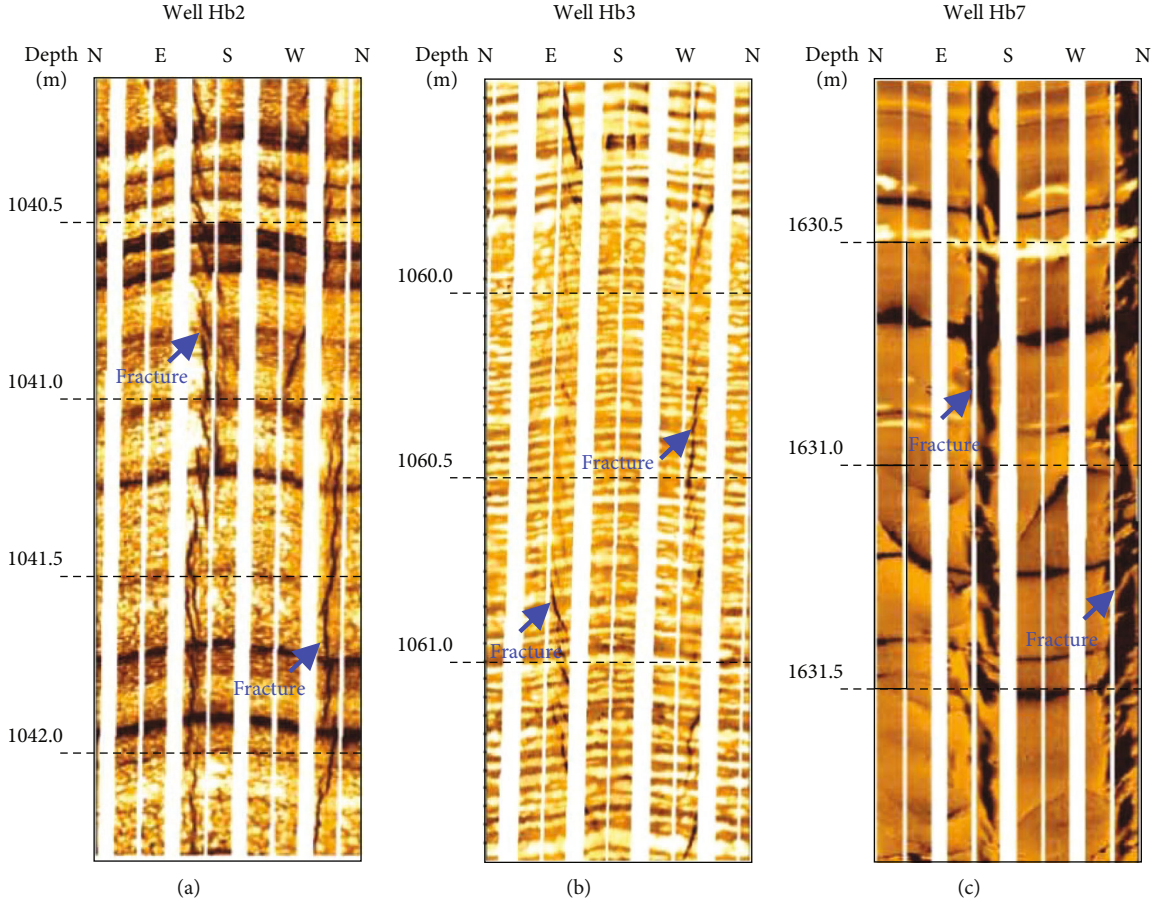 Well Hb2
Depth (m)
N E S W N
1040.5
Fracture
1041.0
1041.5
Fracture
1042.0
(a)
Well Hb3
Depth (m)
N E S W N
1060.0
Fracture
1060.5
Fracture
1061.0
(b)
Well Hb7
Depth (m)
N E S W N
1630.5
Fracture
1631.0
Fracture
1631.5
(c)